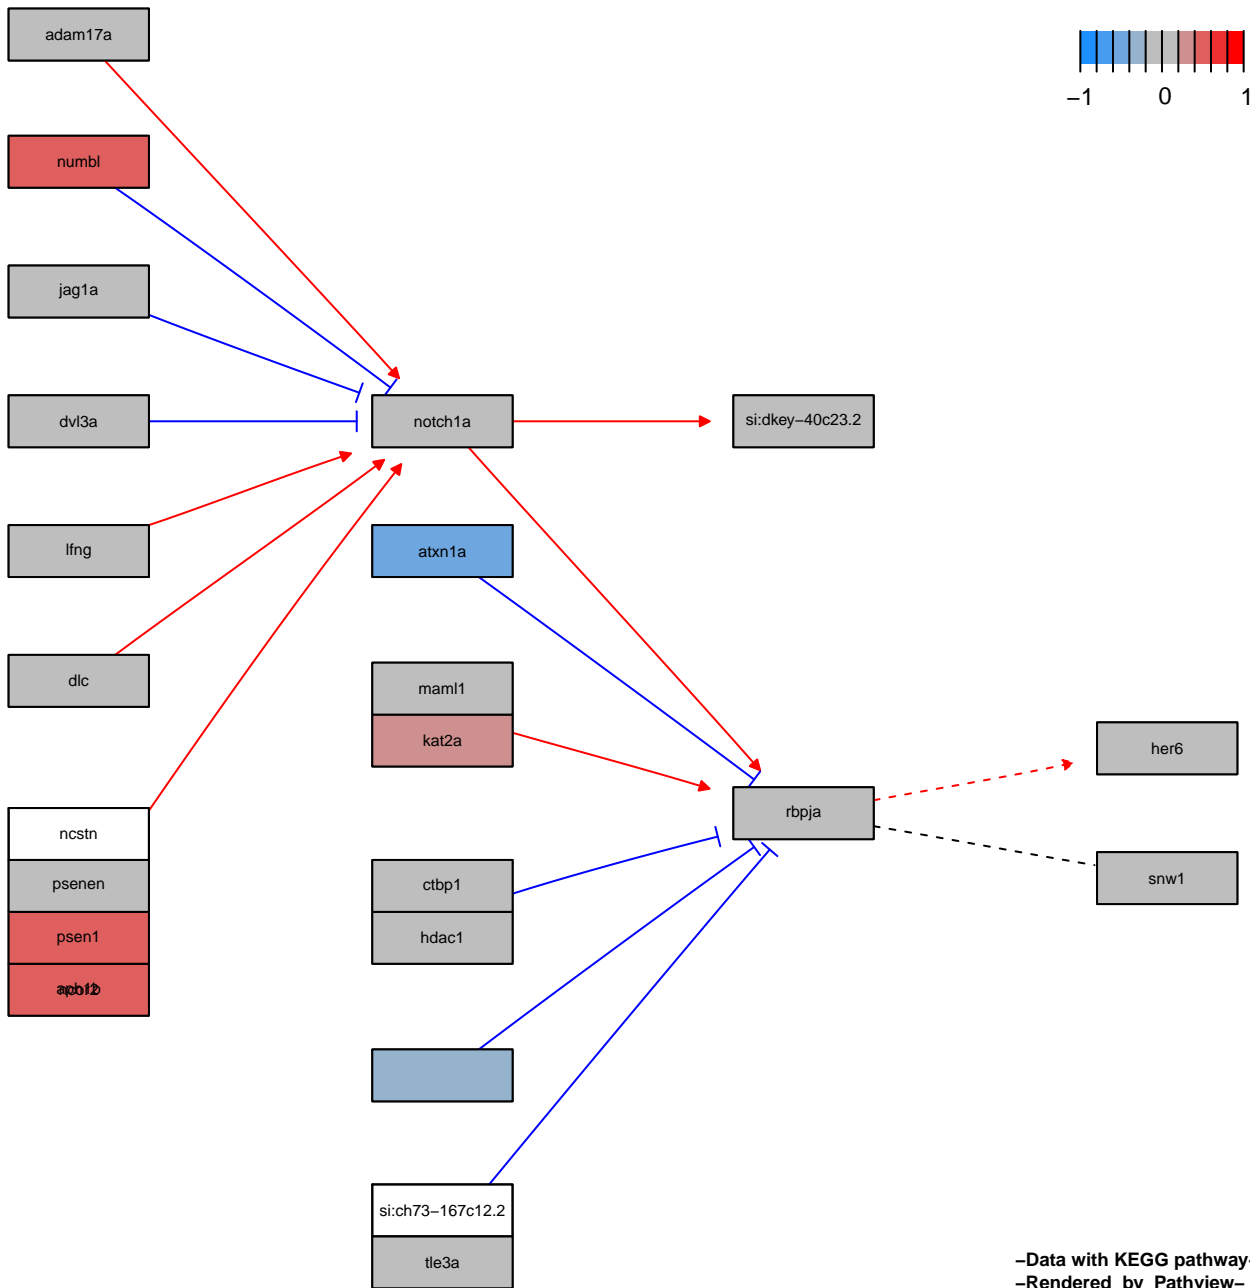 adam17a
−1 0 1
numbl
jag1a
dvl3a
notch1a
si:dkey−40c23.2
lfng
atxn1a
dlc
maml1
kat2a
her6
rbpja
ncstn
psenen
psen1
ctbp1
hdac1
snw1
si:ch73−167c12.2
tle3a
−Data with KEGG pathway−
−Rendered by Pathview−